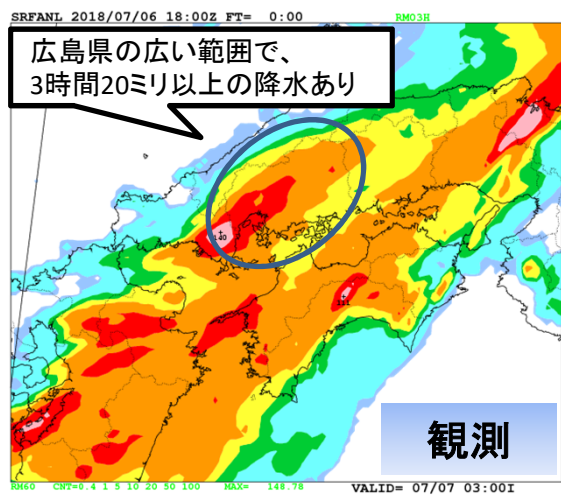 SRFANL 2018/07/06 18:00Z FT= 0:00 RM03H
広島県の広い範囲で、
3時間20ミリ以上の降水あり
140
111
観測
RM60 CNT=0.4 1 5 10 20 50 100 MAX= 148.78 VALID= 07/07 03:00I